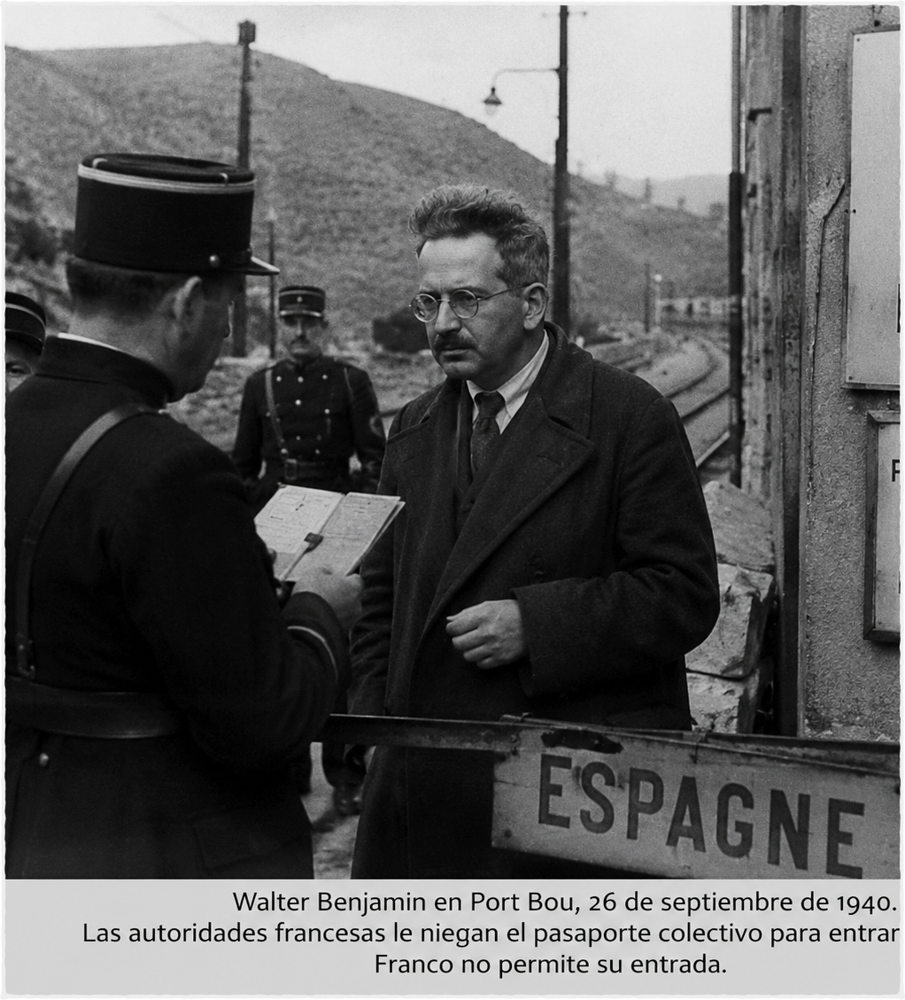 ESPAGNE
Walter Benjamin en Port Bou, 26 de septiembre de 1940.
Las autoridades francesas le niegan el pasaporte colectivo para entrar
Franco no permite su entrada.